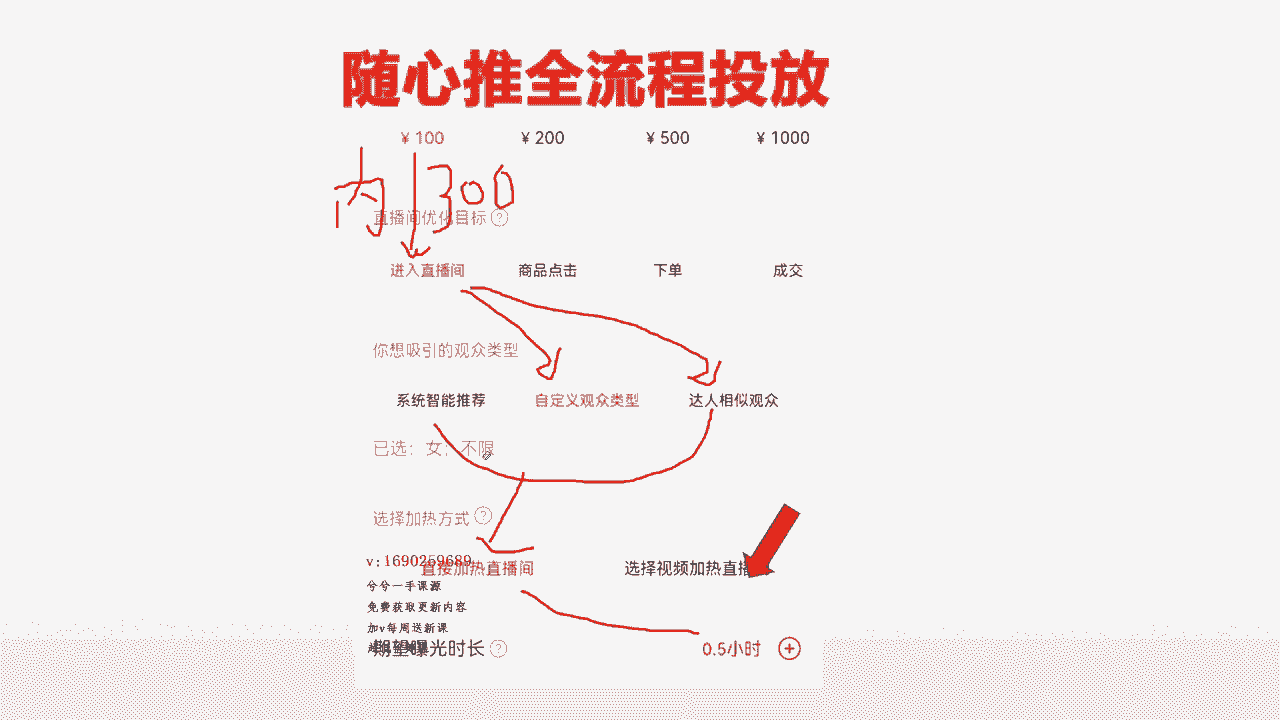 随心推全流程投放
¥ 100 ¥ 200 ¥ 500 ¥ 1000
内 300
直播间优化目标 ?
进入直播间 商品点击 下单 成交
你想吸引的观众类型
系统智能推荐 自定义观众类型 达人相似观众
已选：女；不限
选择加热方式 ?
v:1690259689
直接加热直播间 选择视频加热直播
兮兮一手课源
免费获取更新内容
加v每周送新课
期望曝光时长 ? 0.5小时 +